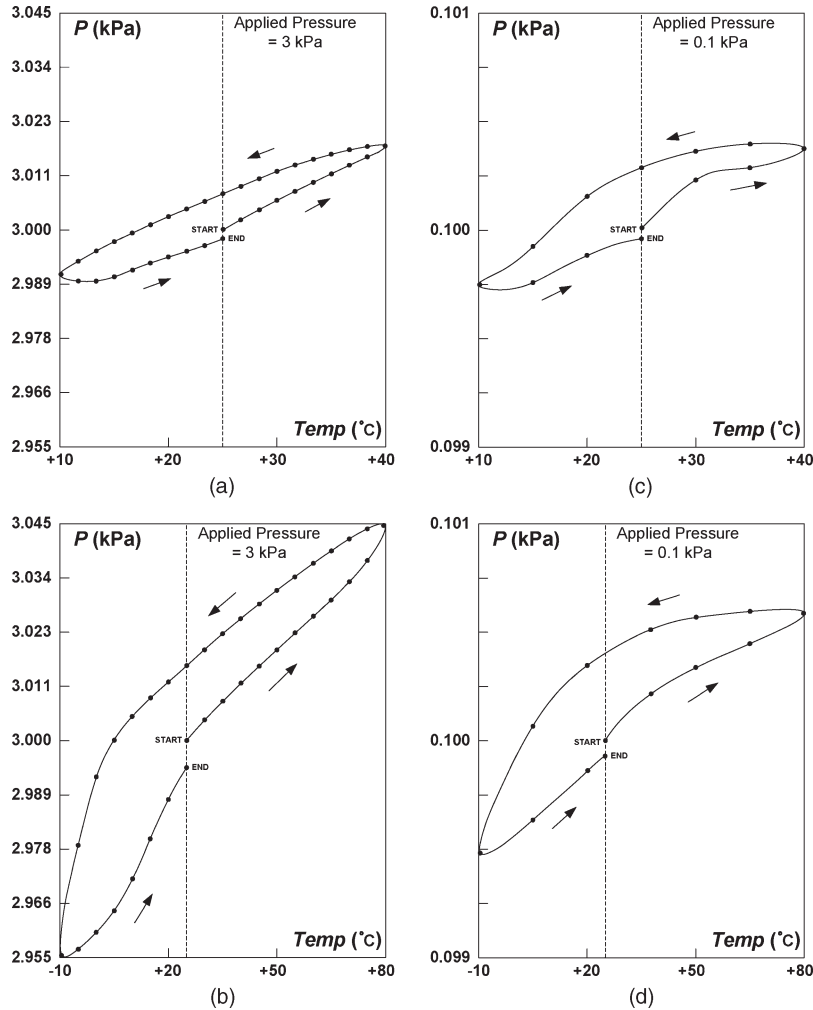 3.045
P (kPa)
Applied Pressure
= 3 kPa
3.034
3.023
3.011
3.000
START
END
2.989
2.978
2.966
2.955
Temp (°C)
+10
+20
+30
+40
(a)
0.101
P (kPa)
Applied Pressure
= 0.1 kPa
0.100
START
END
0.099
Temp (°C)
+10
+20
+30
+40
(c)
3.045
P (kPa)
Applied Pressure
= 3 kPa
3.034
3.023
3.011
3.000
START
END
2.989
2.978
2.966
2.955
Temp (°C)
-10
+20
+50
+80
(b)
0.101
P (kPa)
Applied Pressure
= 0.1 kPa
0.100
START
END
0.099
Temp (°C)
-10
+20
+50
+80
(d)